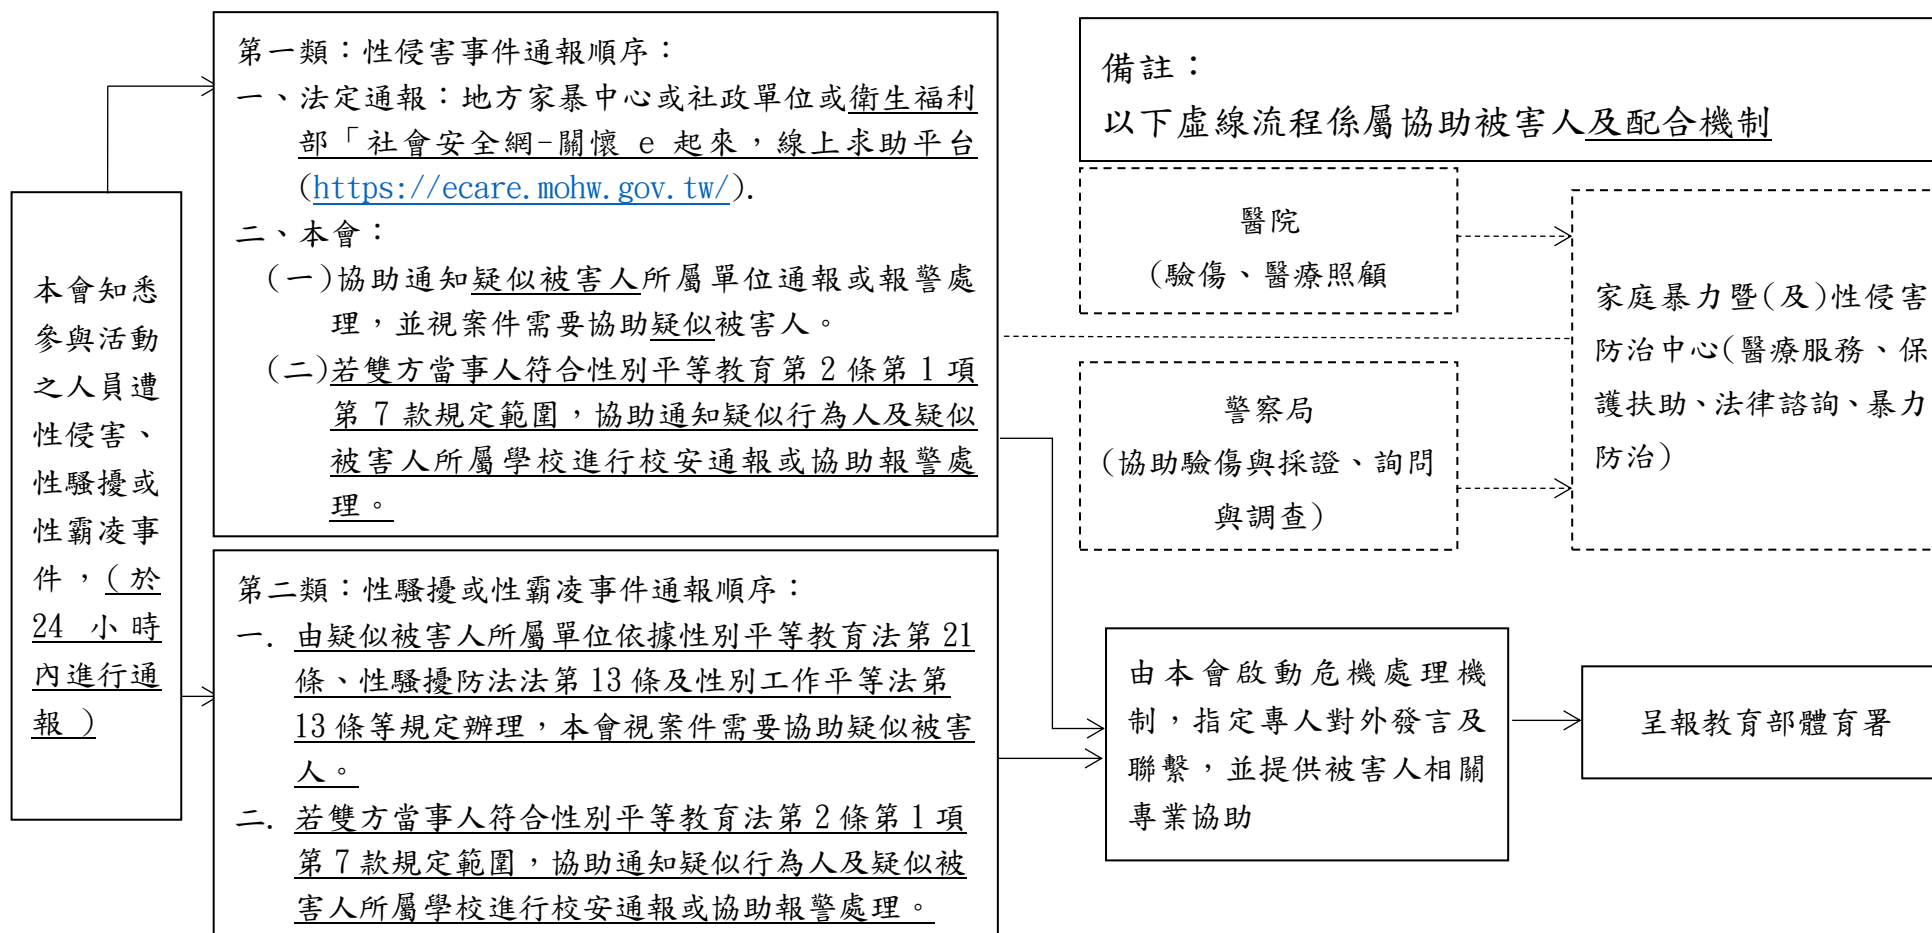 本會知悉
參與活動
之人員遭
性侵害、
性騷擾或
性霸凌事
件，(於
24 小時
內進行通
報)
第一類：性侵害事件通報順序：
一、法定通報：地方家暴中心或社政單位或衛生福利
部「社會安全網-關懷 e 起來，線上求助平台
(https://ecare.mohw.gov.tw/).
二、本會：
(一)協助通知疑似被害人所屬單位通報或報警處
理，並視案件需要協助疑似被害人。
(二)若雙方當事人符合性別平等教育第 2 條第 1 項
第 7 款規定範圍，協助通知疑似行為人及疑似
被害人所屬學校進行校安通報或協助報警處
理。
第二類：性騷擾或性霸凌事件通報順序：
一. 由疑似被害人所屬單位依據性別平等教育法第 21
條、性騷擾防法法第 13 條及性別工作平等法第
13 條等規定辦理，本會視案件需要協助疑似被害
人。
二. 若雙方當事人符合性別平等教育法第 2 條第 1 項
第 7 款規定範圍，協助通知疑似行為人及疑似被
害人所屬學校進行校安通報或協助報警處理。
備註：
以下虛線流程係屬協助被害人及配合機制
醫院
(驗傷、醫療照顧
警察局
(協助驗傷與採證、詢問
與調查)
家庭暴力暨(及)性侵害
防治中心(醫療服務、保
護扶助、法律諮詢、暴力
防治)
由本會啟動危機處理機
制，指定專人對外發言及
聯繫，並提供被害人相關
專業協助
呈報教育部體育署